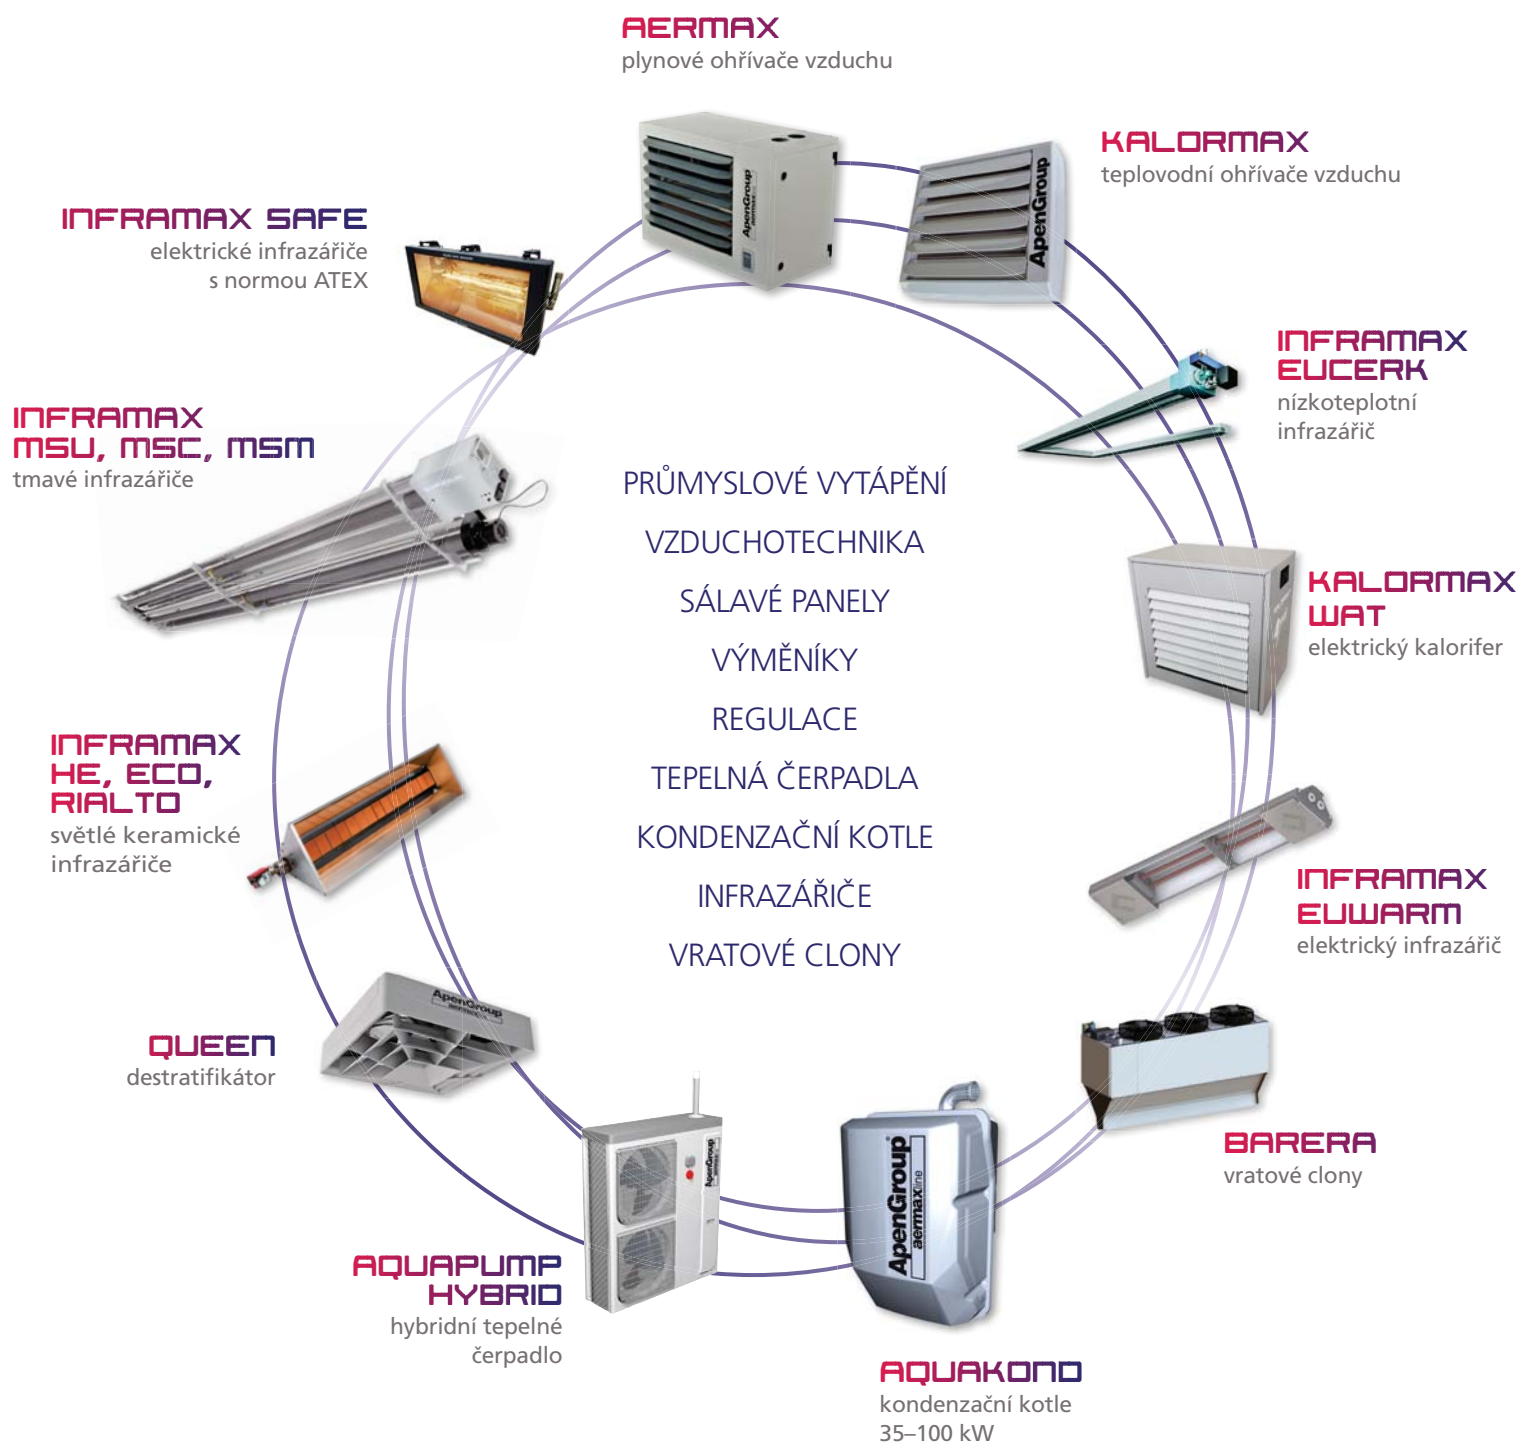 AERMAX
plynové ohřívače vzduchu
KALORMAX
teplovodní ohřívače vzduchu
INFRAMAX SAFE
elektrické infrazářiče
s normou ATEX
ApenGroup
aermaxline
ApenGroup
INFRAMAX
EUCERK
nízkoteplotní
infrazářič
INFRAMAX
MSU, MSC, MSM
tmavé infrazářiče
PRŮMYSLOVÉ VYTÁPĚNÍ
VZDUCHOTECHNIKA
SÁLAVÉ PANELY
VÝMĚNÍKY
REGULACE
TEPELNÁ ČERPADLA
KONDENZAČNÍ KOTLE
INFRAZÁŘIČE
VRATOVÉ CLONY
KALORMAX
WAT
elektrický kalorifer
INFRAMAX
HE, ECO,
RIALTO
světlé keramické
infrazářiče
INFRAMAX
EUWARM
elektrický infrazářič
ApenGroup
QUEEN
destratifikátor
BARERA
vratové clony
ApenGroup
ApenGroup
aermaxline
AQUAPUMP
HYBRID
hybridní tepelné
čerpadlo
AQUAKOND
kondenzační kotle
35–100 kW